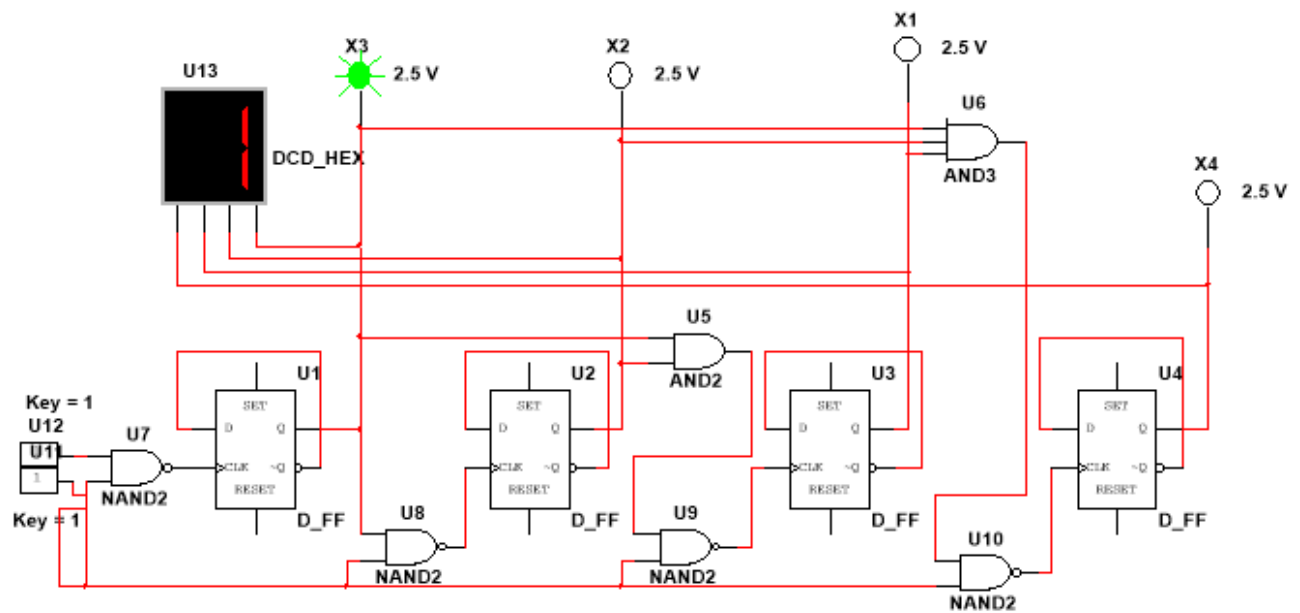 X1
2.5 V
X3
2.5 V
X2
2.5 V
U13
1
DCD_HEX
U6
AND3
X4
2.5 V
U5
AND2
U1
SET
D Q
CLK ~Q
RESET
D_FF
U2
SET
D Q
CLK ~Q
RESET
D_FF
U3
SET
D Q
CLK ~Q
RESET
D_FF
U4
SET
D Q
CLK ~Q
RESET
D_FF
Key = 1
U12
U11
1
Key = 1
U7
NAND2
U8
NAND2
U9
NAND2
U10
NAND2